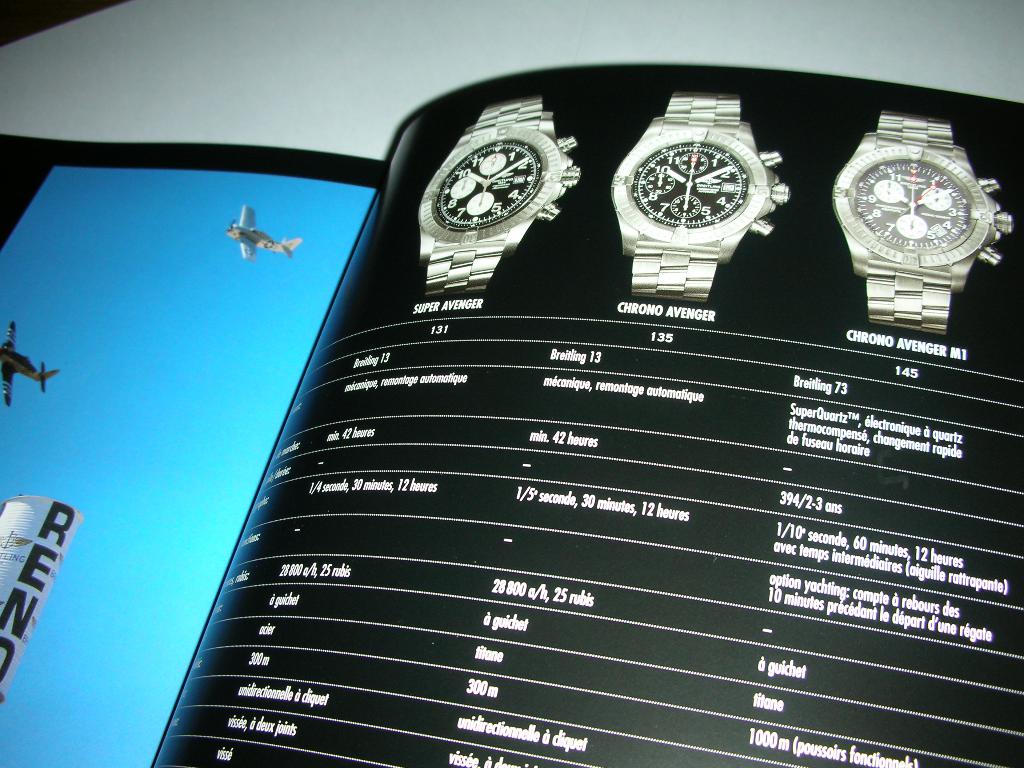 RENO
TLING
SUPER AVENGER
CHRONO AVENGER
CHRONO AVENGER M1
131
135
145
Breitling 13
Breitling 13
Breitling 73
mécanique, remontage automatique
mécanique, remontage automatique
SuperQuartz™, électronique à quartz
thermocompensé, changement rapide
de fuseau horaire
min. 42 heures
min. 42 heures
–
–
–
394/2-3 ans
1/4 seconde, 30 minutes, 12 heures
1/5e seconde, 30 minutes, 12 heures
1/10e seconde, 60 minutes, 12 heures
avec temps intermédiaires (aiguille rattrapante)
–
–
option yachting: compte à rebours des
10 minutes précédant le départ d'une régate
28 800 a/h, 25 rubis
28 800 a/h, 25 rubis
–
à guichet
à guichet
à guichet
acier
titane
titane
300 m
300 m
1000 m (poussoirs fonctionnels)
unidirectionnelle à cliquet
unidirectionnelle à cliquet
vissée, à deux joints
vissée, à deux joints
vissé